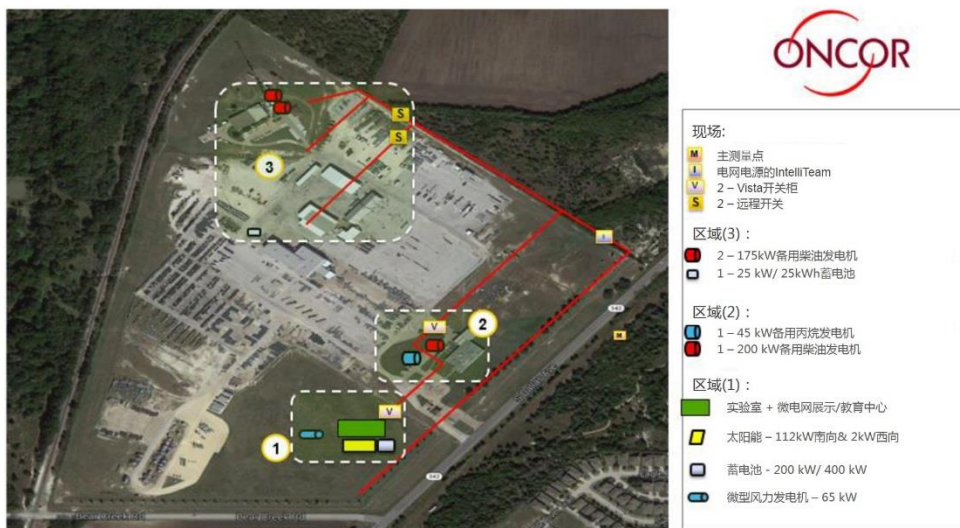 ONCOR
现场:
M 主测量点
I 电网电源的IntelliTeam
V 2 – Vista开关柜
S 2 – 远程开关
区域(3)：
2 – 175kW备用柴油发电机
1 – 25 kW/ 25kWh蓄电池
区域(2)：
1 – 45 kW备用丙烷发电机
1 – 200 kW备用柴油发电机
区域(1)：
实验室 + 微电网展示/教育中心
太阳能 – 112kW南向& 2kW西向
蓄电池 - 200 kW/ 400 kW
微型风力发电机 – 65 kW
S
S
3
I
342
V
2
M
V
1
342